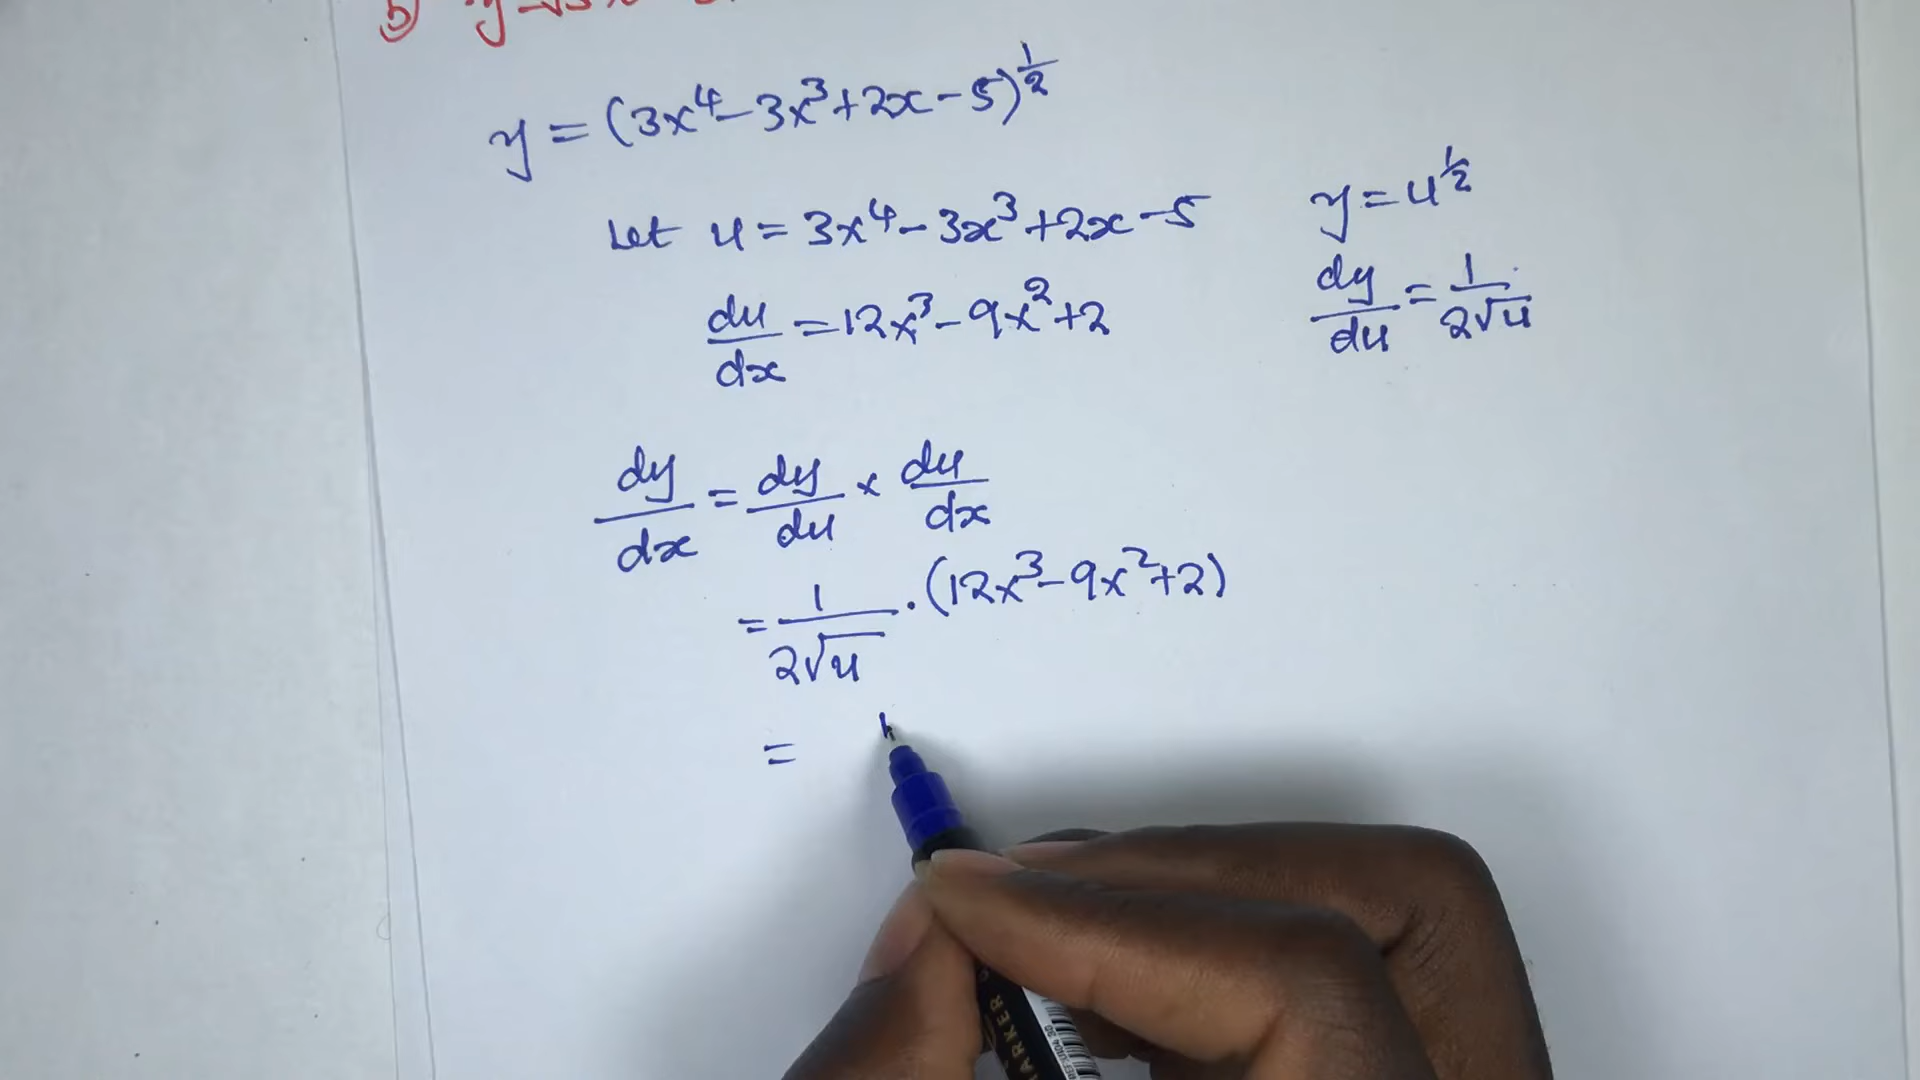 b)
y = (3x⁴ - 3x³ + 2x - 5)^½
Let u = 3x⁴ - 3x³ + 2x - 5
du/dx = 12x³ - 9x² + 2
y = u^½
dy/du = 1/2√u
dy/dx = dy/du × du/dx
= 1/2√u · (12x³ - 9x² + 2)
=
ARKER